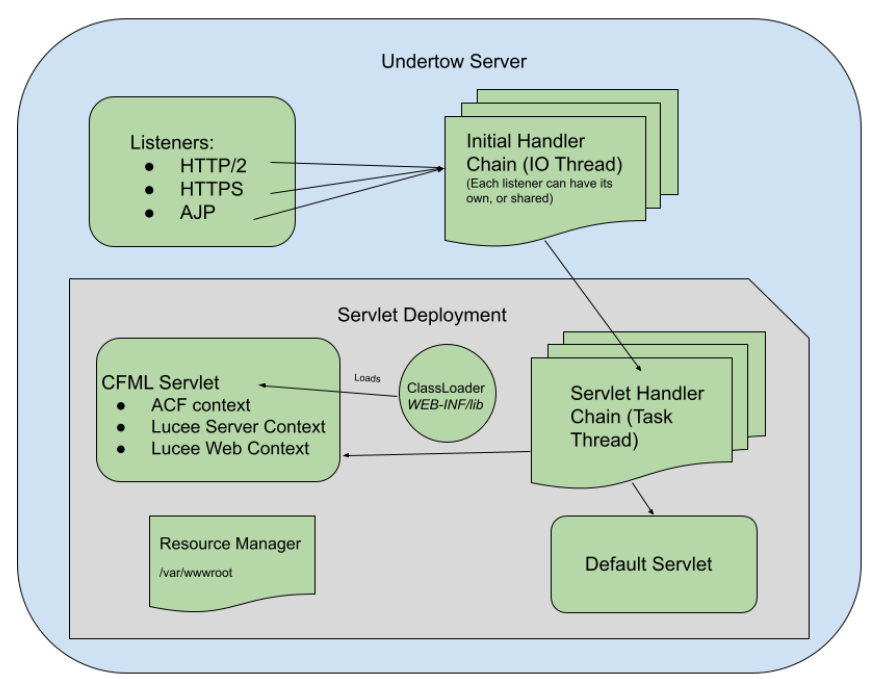 Undertow Server
Listeners:
● HTTP/2
● HTTPS
● AJP
Initial Handler
Chain (IO Thread)
(Each listener can have its
own, or shared)
Servlet Deployment
CFML Servlet
● ACF context
● Lucee Server Context
● Lucee Web Context
Loads
ClassLoader
WEB-INF/lib
Servlet Handler
Chain (Task
Thread)
Resource Manager
/var/wwwroot
Default Servlet